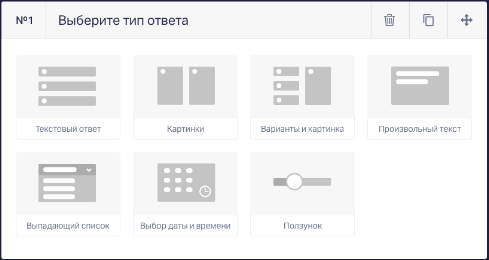 №1 Выберите тип ответа
Текстовый ответ
Картинки
Варианты и картинка
Произвольный текст
Выпадающий список
Выбор даты и времени
Ползунок